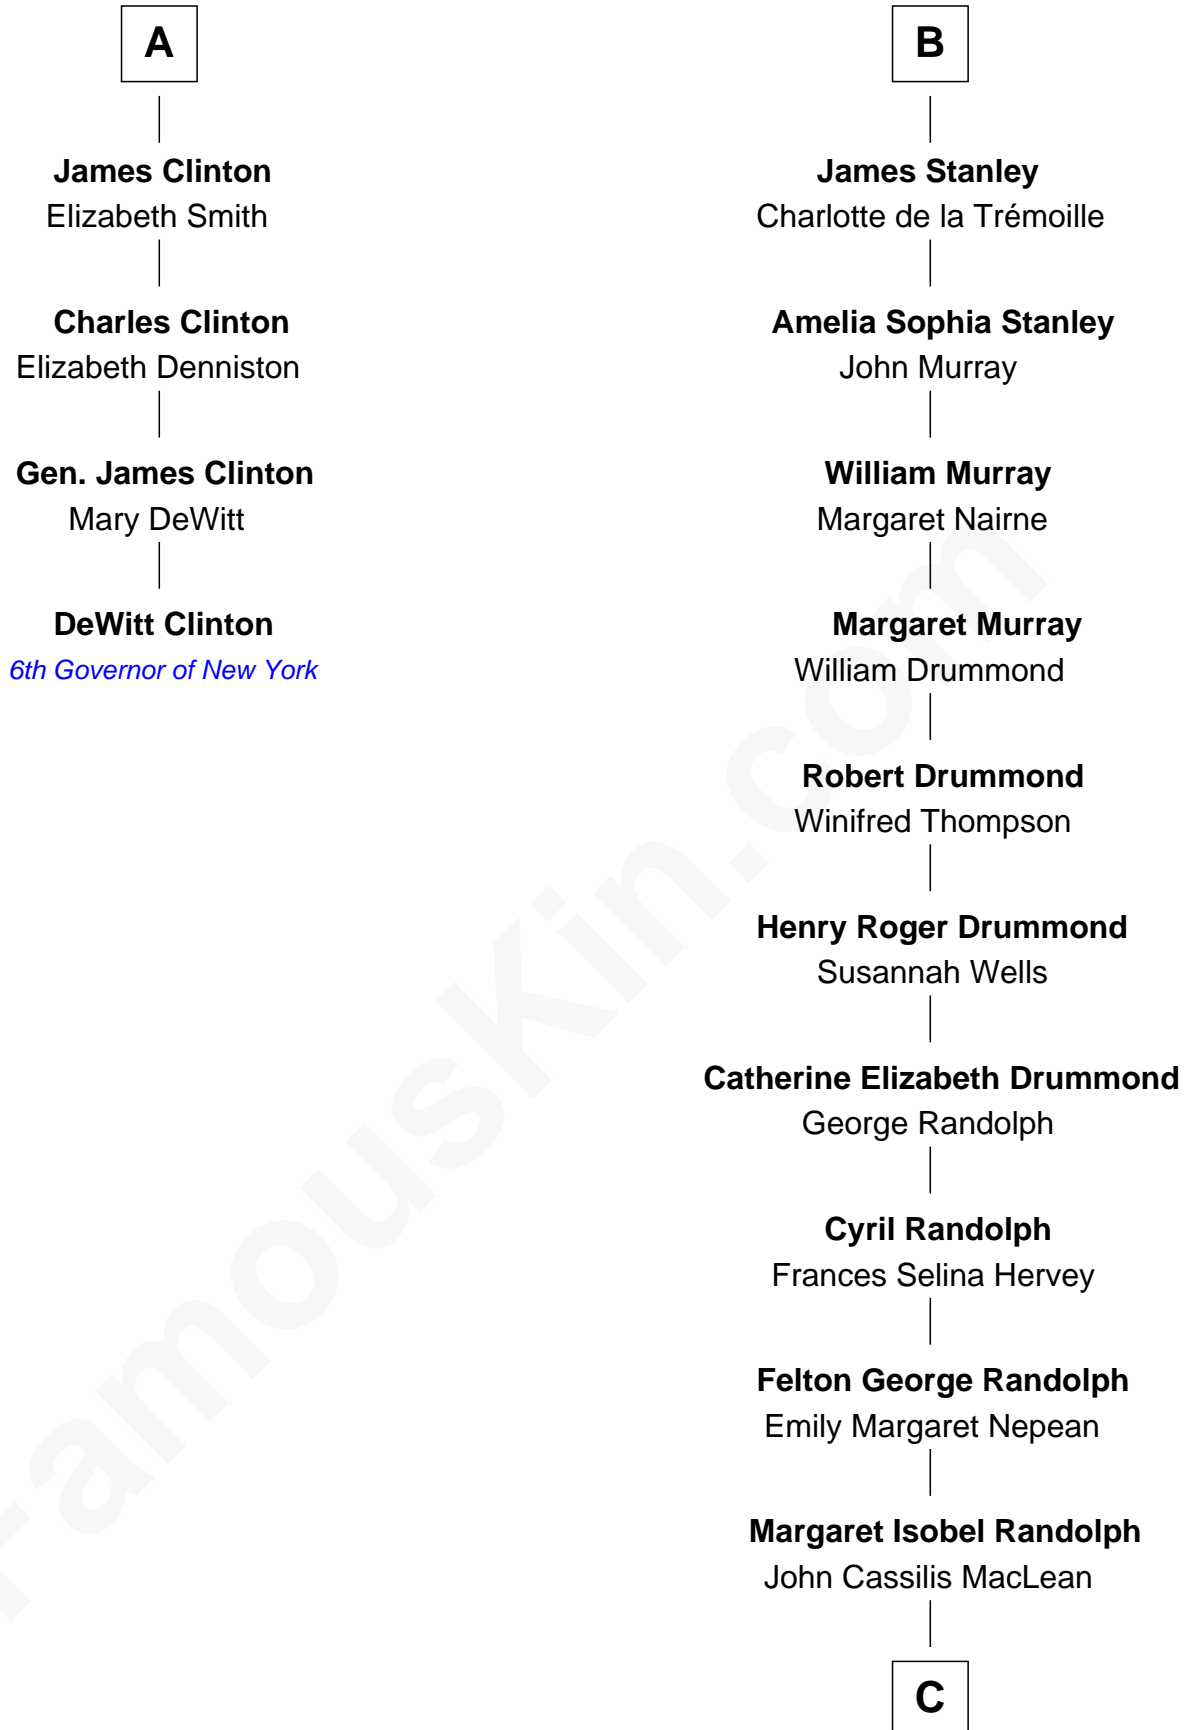 A
James Clinton
Elizabeth Smith
Charles Clinton
Elizabeth Denniston
Gen. James Clinton
Mary DeWitt
DeWitt Clinton
6th Governor of New York
B
James Stanley
Charlotte de la Trémoille
Amelia Sophia Stanley
John Murray
William Murray
Margaret Nairne
Margaret Murray
William Drummond
Robert Drummond
Winifred Thompson
Henry Roger Drummond
Susannah Wells
Catherine Elizabeth Drummond
George Randolph
Cyril Randolph
Frances Selina Hervey
Felton George Randolph
Emily Margaret Nepean
Margaret Isobel Randolph
John Cassilis MacLean
C
FamousKin.com